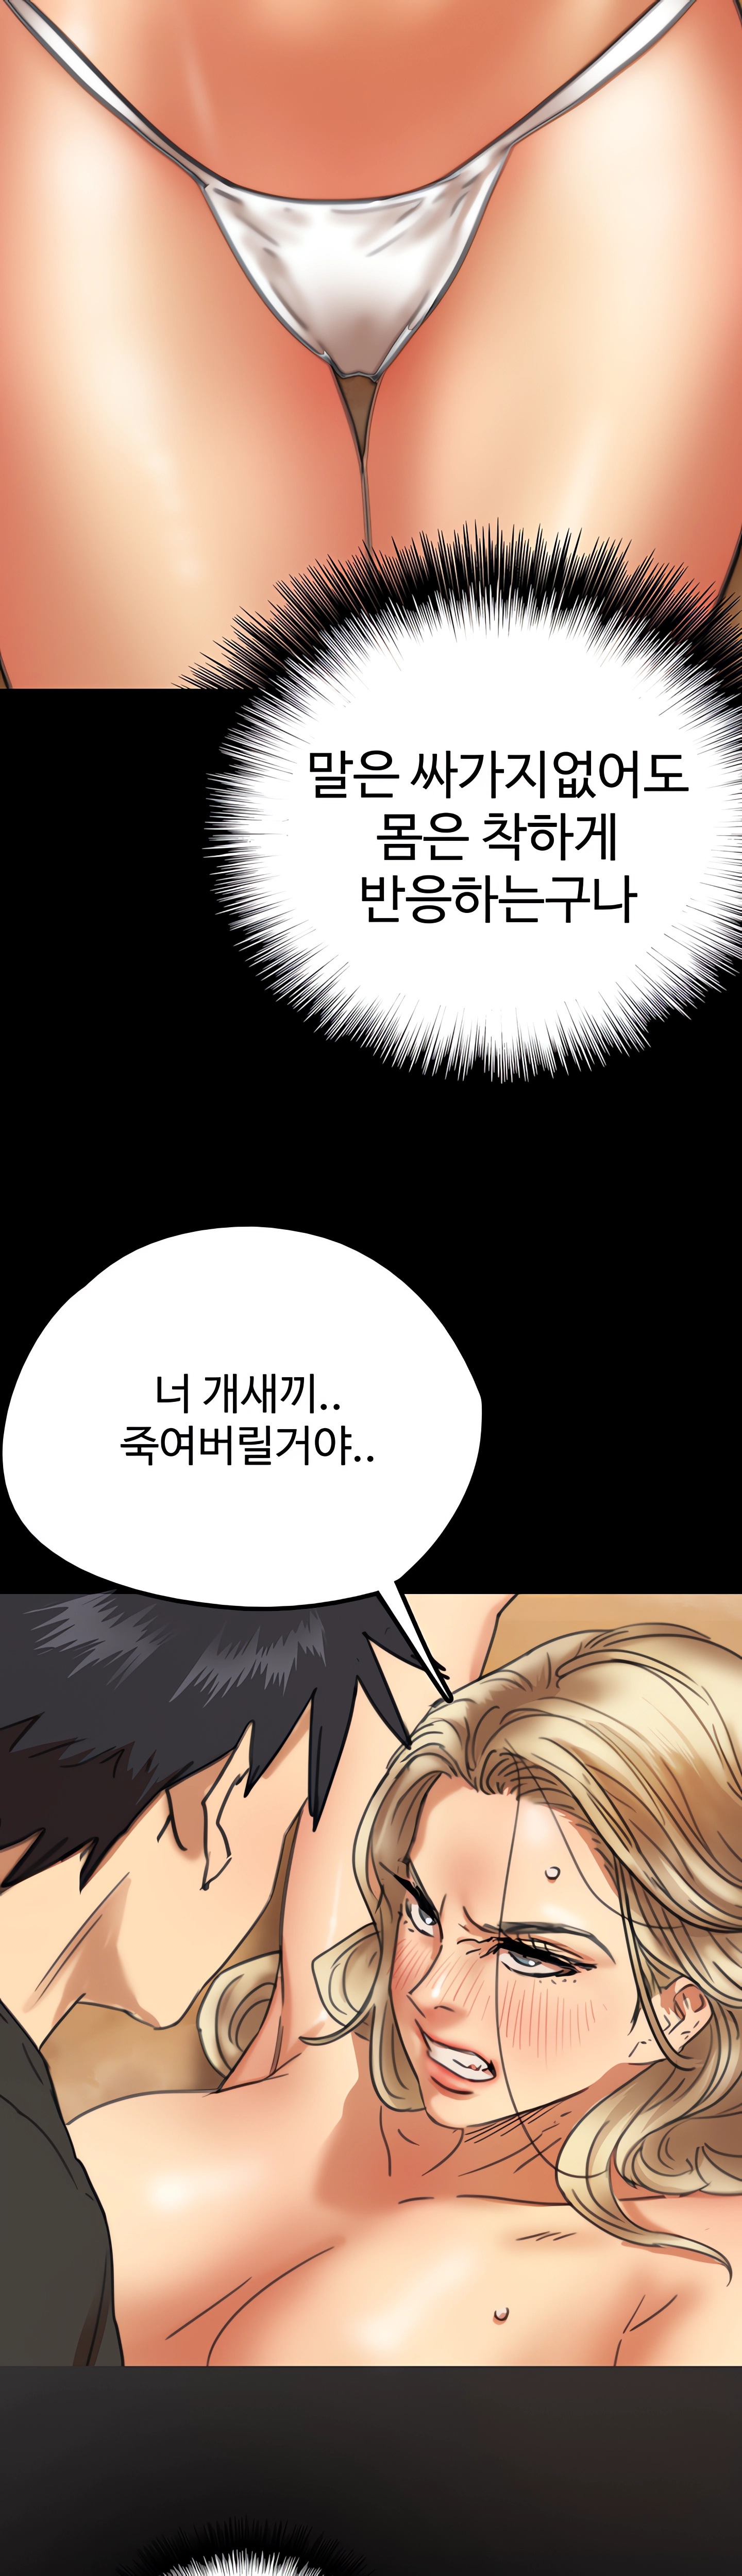 말은 싸가지없어도
몸은 착하게
반응하는구나
너 개새끼..
죽여버릴거야..